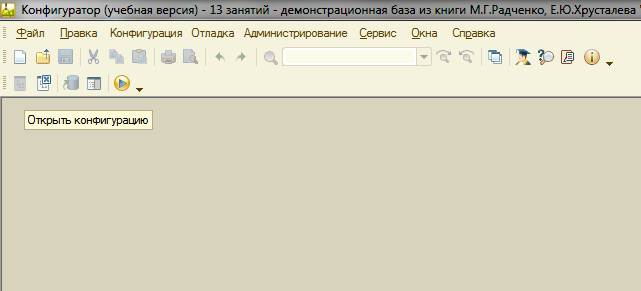 Конфигуратор (учебная версия) - 13 занятий - демонстрационная база из книги М.Г.Радченко, Е.Ю.Хрусталева "
Файл Правка Конфигурация Отладка Администрирование Сервис Окна Справка
Открыть конфигурацию